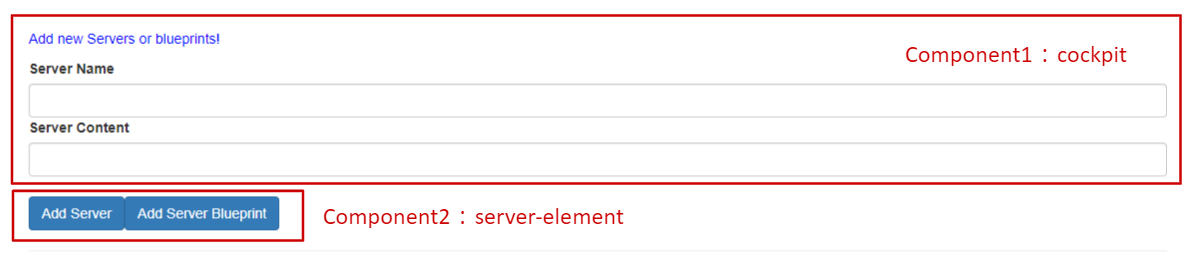 Add new Servers or blueprints!
Component1：cockpit
Server Name
Server Content
Add Server
Add Server Blueprint
Component2：server-element